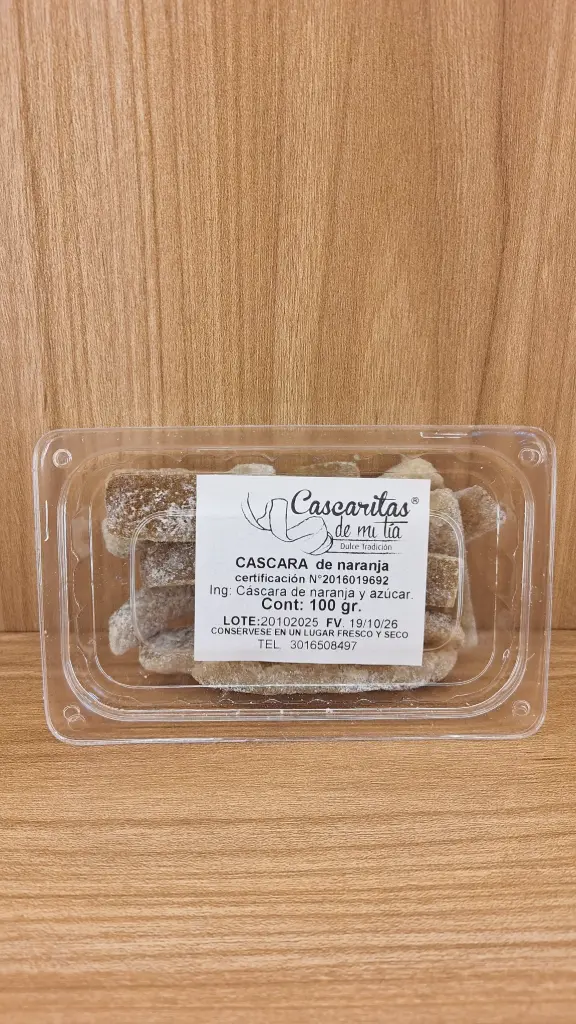 Cascaritas®
de mi tía
Dulce Tradición
CASCARA de naranja
certificación N°2016019692
Ing: Cáscara de naranja y azúcar.
Cont: 100 gr.
LOTE:20102025 FV. 19/10/26
CONSERVESE EN UN LUGAR FRESCO Y SECO
TEL. 3016508497